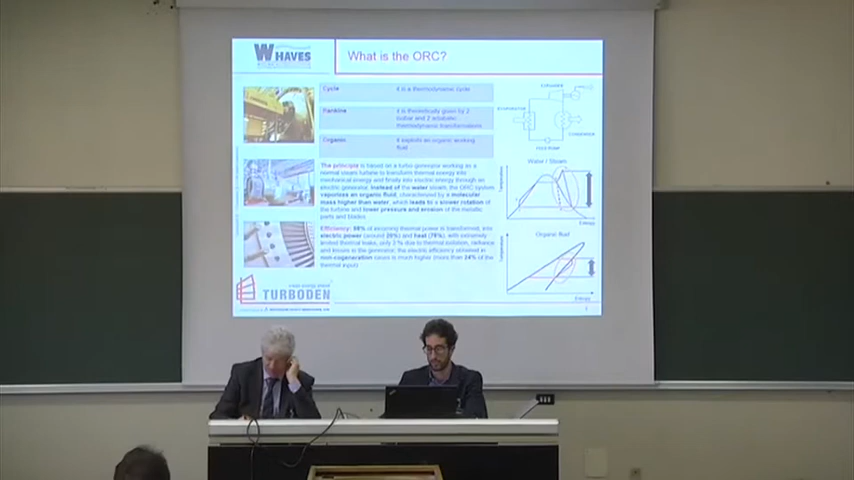 WHAVES
What is the ORC?
Cycle it is a thermodynamic cycle
Rankine it is theoretically given by 2
isobar and 2 adiabatic
thermodynamic transformations
Organic it exploits an organic working
fluid
EXPANDER
EVAPORATOR
CONDENSER
FEED PUMP
The principle is based on a turbo generator working as a
normal steam turbine to transform thermal energy into
mechanical energy and finally into electric energy through an
electric generator. Instead of the water steam, the ORC system
vaporizes an organic fluid, characterized by a molecular
mass higher than water, which leads to a slower rotation
of the turbine and lower pressure and erosion of the metallic
parts and blades.
Efficiency: 98% of incoming thermal power is transformed into
electric power (around 20%) and heat (78%), with extremely
limited thermal leaks, only 2 % due to thermal isolation, radiance
and losses in the generator; the electric efficiency obtained in
non-cogeneration cases is much higher (more than 24% of the
thermal input)
Water / Steam
Temperature
Entropy
Organic fluid
Temperature
Entropy
TURBODEN